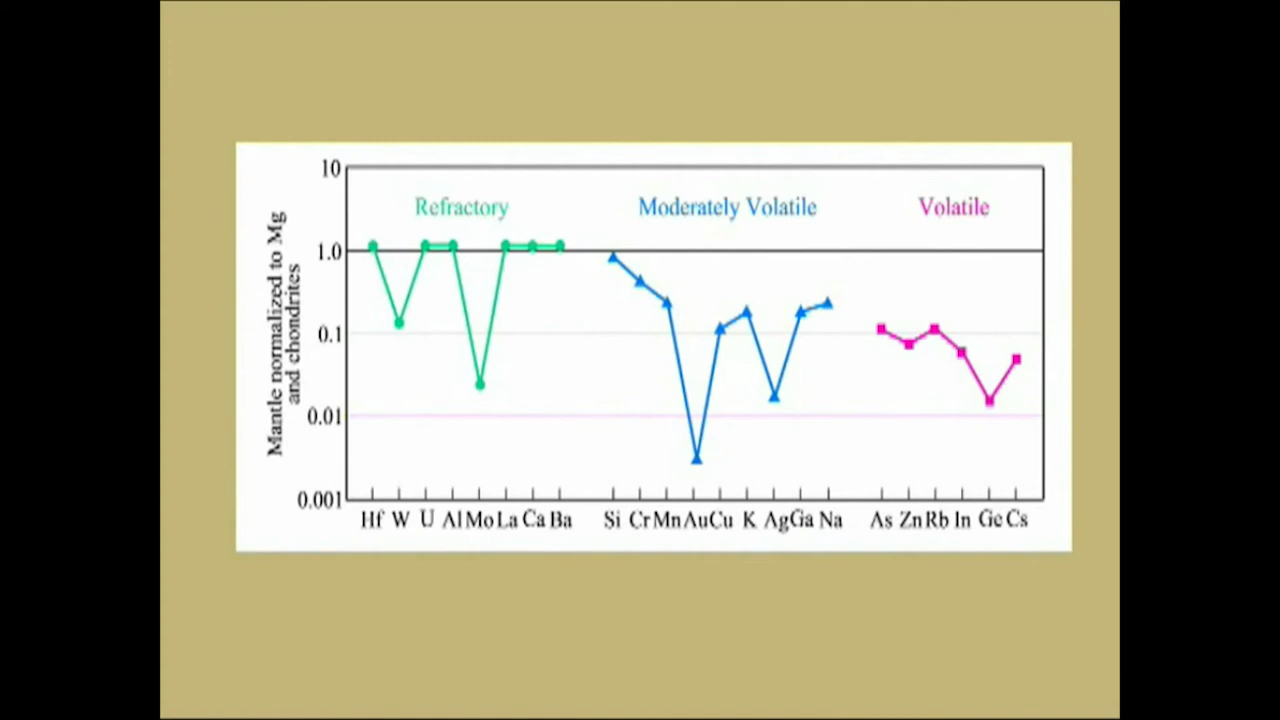 10
Refractory Moderately Volatile Volatile
1.0
0.1
0.01
0.001
Mantle normalized to Mg
and chondrites
Hf W U Al Mo La Ca Ba Si Cr Mn Au Cu K Ag Ga Na As Zn Rb In Ge Cs